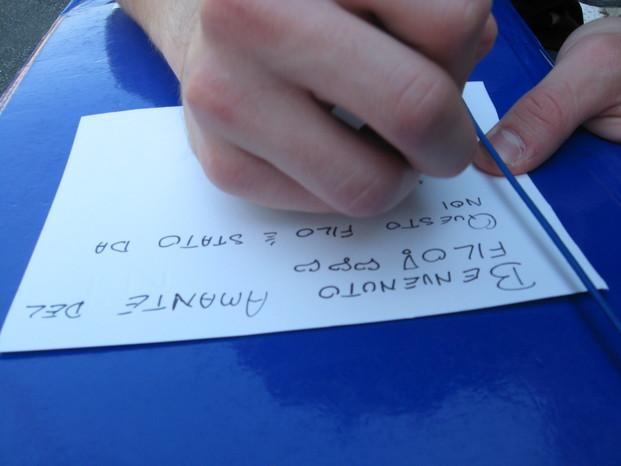 BENVENUTO AMANTE DEL
FILO!
QUESTO FILO È STATO DA
NOI